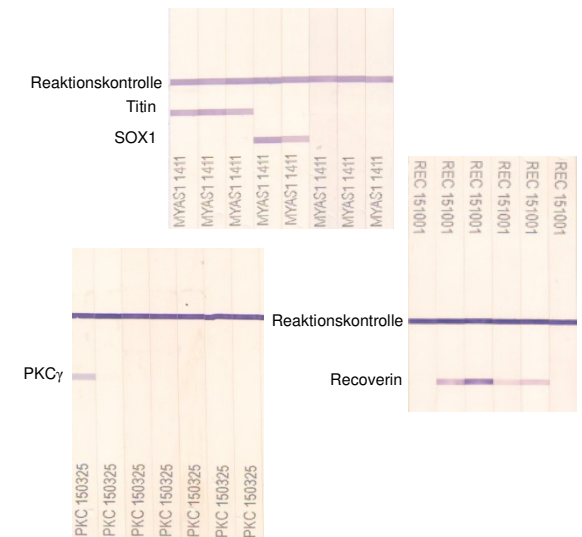 Reaktionskontrolle
Titin
SOX1
MYAS1 1411
MYAS1 1411
MYAS1 1411
MYAS1 1411
MYAS1 1411
MYAS1 1411
MYAS1 1411
MYAS1 1411
REC 151001
REC 151001
REC 151001
REC 151001
REC 151001
REC 151001
Reaktionskontrolle
Recoverin
PKCγ
PKC 150325
PKC 150325
PKC 150325
PKC 150325
PKC 150325
PKC 150325
PKC 150325